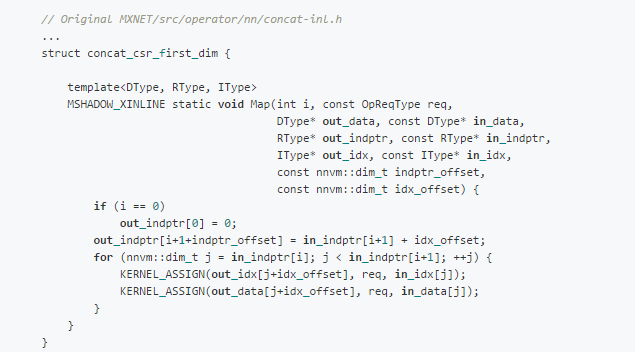 // Original MXNET/src/operator/nn/concat-inl.h
...
struct concat_csr_first_dim {
template<DType, RType, IType>
MSHADOW_XINLINE static void Map(int i, const OpReqType req,
DType* out_data, const DType* in_data,
RType* out_indptr, const RType* in_indptr,
IType* out_idx, const IType* in_idx,
const nnvm::dim_t indptr_offset,
const nnvm::dim_t idx_offset) {
if (i == 0)
out_indptr[0] = 0;
out_indptr[i+1+indptr_offset] = in_indptr[i+1] + idx_offset;
for (nnvm::dim_t j = in_indptr[i]; j < in_indptr[i+1]; ++j) {
KERNEL_ASSIGN(out_idx[j+idx_offset], req, in_idx[j]);
KERNEL_ASSIGN(out_data[j+idx_offset], req, in_data[j]);
}
}
}